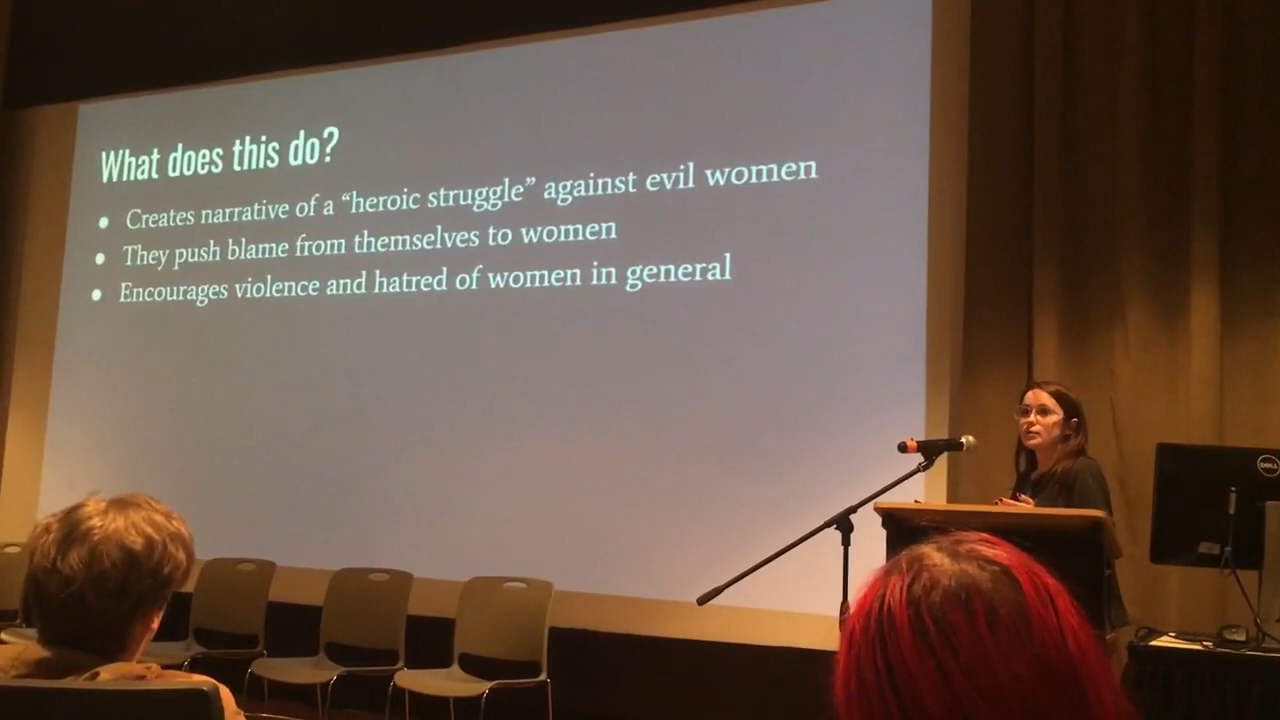 What does this do?
• Creates narrative of a “heroic struggle” against evil women
• They push blame from themselves to women
• Encourages violence and hatred of women in general
DELL